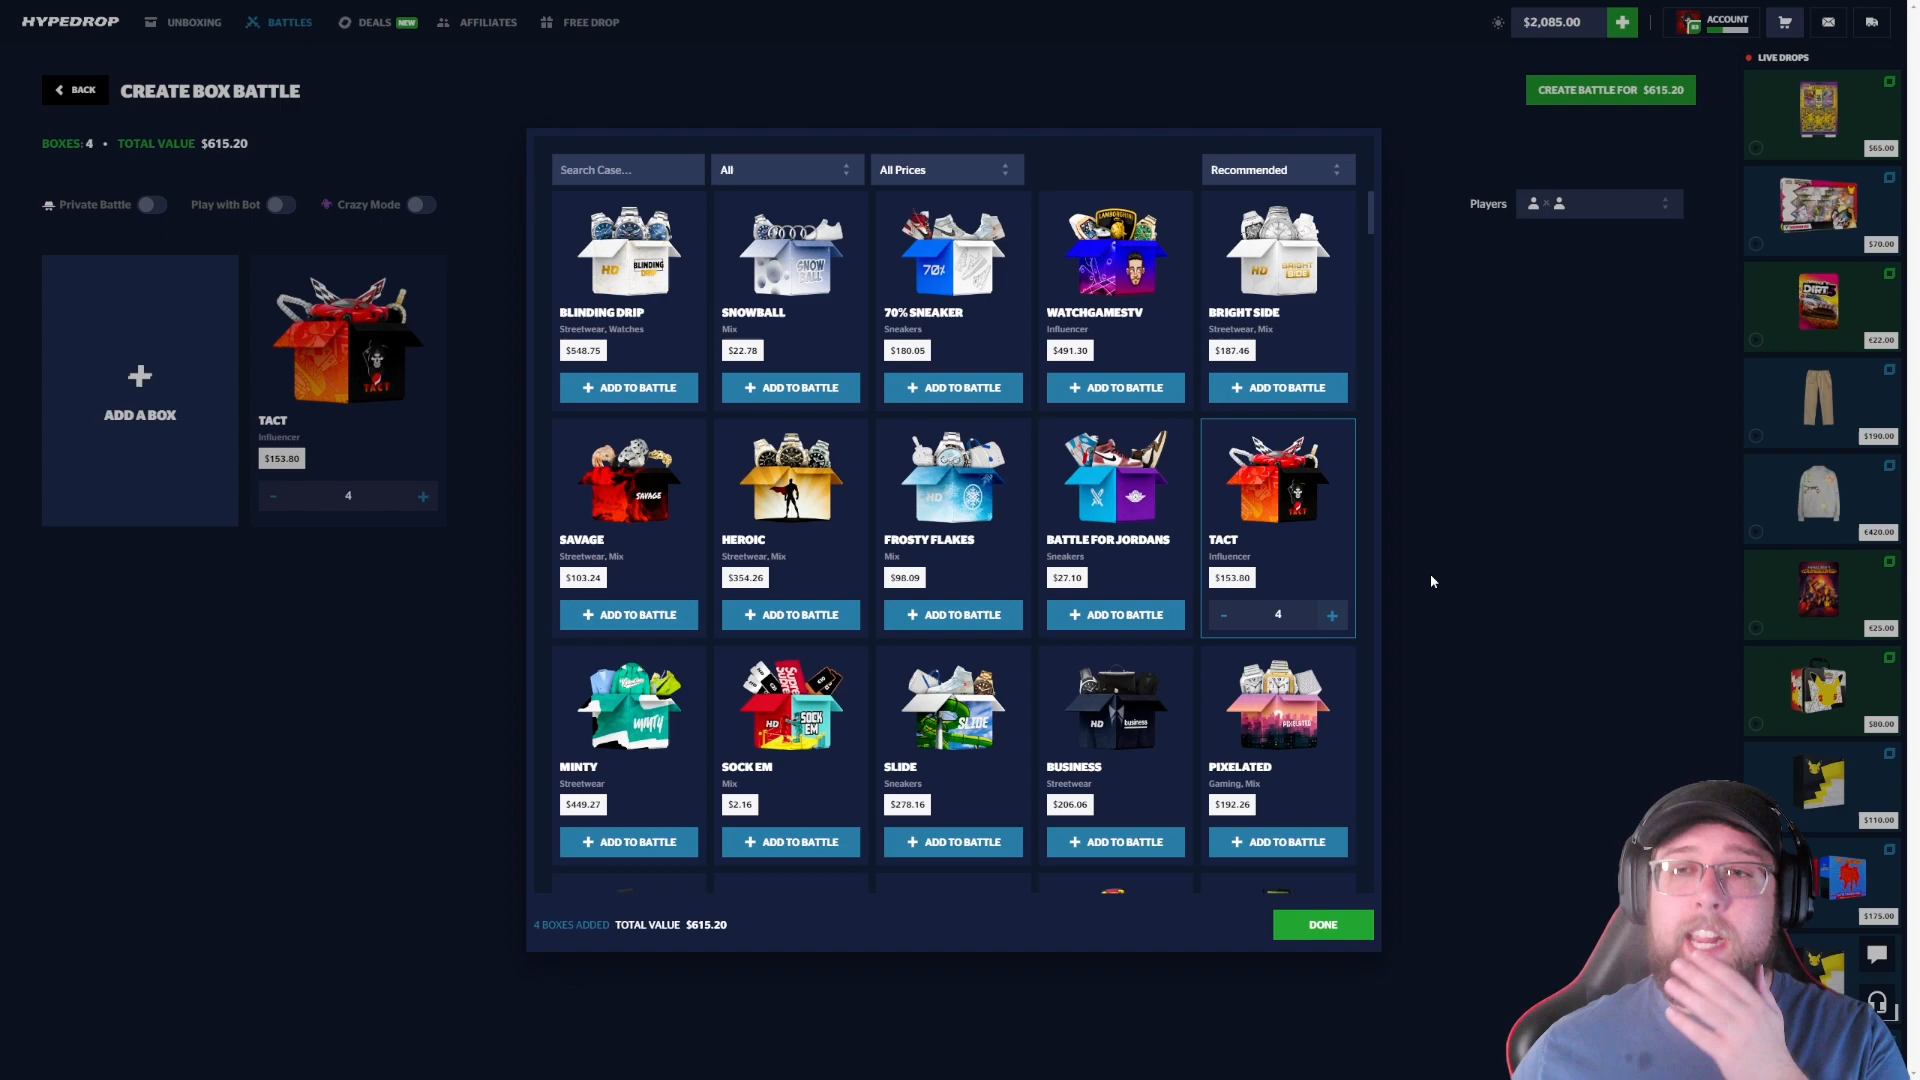 HYPEDROP UNBOXING BATTLES DEALS NEW AFFILIATES FREE DROP $2,085.00 ACCOUNT
LIVE DROPS
BACK CREATE BOX BATTLE CREATE BATTLE FOR $615.20
BOXES: 4 • TOTAL VALUE $615.20
Search Case... All All Prices Recommended
Private Battle Play with Bot Crazy Mode Players
ADD A BOX
TACT
Influencer
$153.80
- 4 +
BLINDING DRIP
Streetwear, Watches
$548.75
+ ADD TO BATTLE
SNOWBALL
Mix
$22.78
+ ADD TO BATTLE
70% SNEAKER
Sneakers
$180.05
+ ADD TO BATTLE
WATCHGAMESTV
Influencer
$491.30
+ ADD TO BATTLE
BRIGHT SIDE
Streetwear, Mix
$187.46
+ ADD TO BATTLE
SAVAGE
Streetwear, Mix
$103.24
+ ADD TO BATTLE
HEROIC
Streetwear, Mix
$354.26
+ ADD TO BATTLE
FROSTY FLAKES
Mix
$98.09
+ ADD TO BATTLE
BATTLE FOR JORDANS
Sneakers
$27.10
+ ADD TO BATTLE
TACT
Influencer
$153.80
- 4 +
MINTY
Streetwear
$449.27
+ ADD TO BATTLE
SOCK EM
Mix
$2.16
+ ADD TO BATTLE
SLIDE
Sneakers
$278.16
+ ADD TO BATTLE
BUSINESS
Streetwear
$206.06
+ ADD TO BATTLE
PIXELATED
Gaming, Mix
$192.26
+ ADD TO BATTLE
4 BOXES ADDED TOTAL VALUE $615.20 DONE
$65.00
$70.00
€22.00
$190.00
€420.00
€25.00
$80.00
$110.00
$175.00